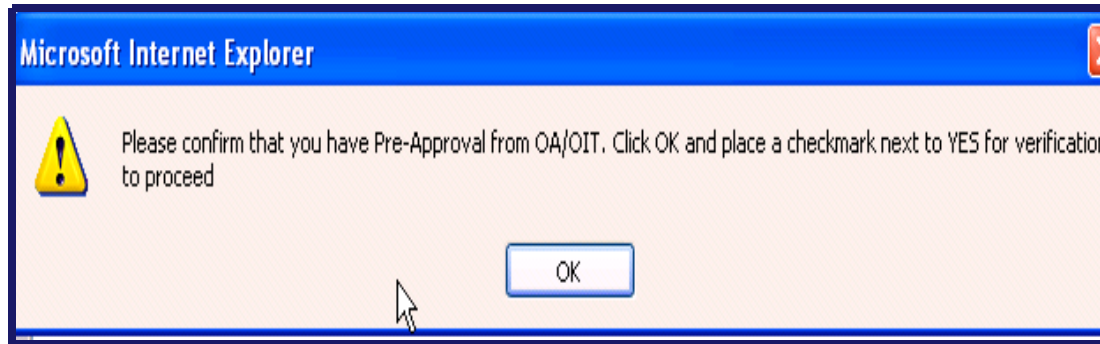 Microsoft Internet Explorer
Please confirm that you have Pre-Approval from OA/OIT. Click OK and place a checkmark next to YES for verification
to proceed
OK